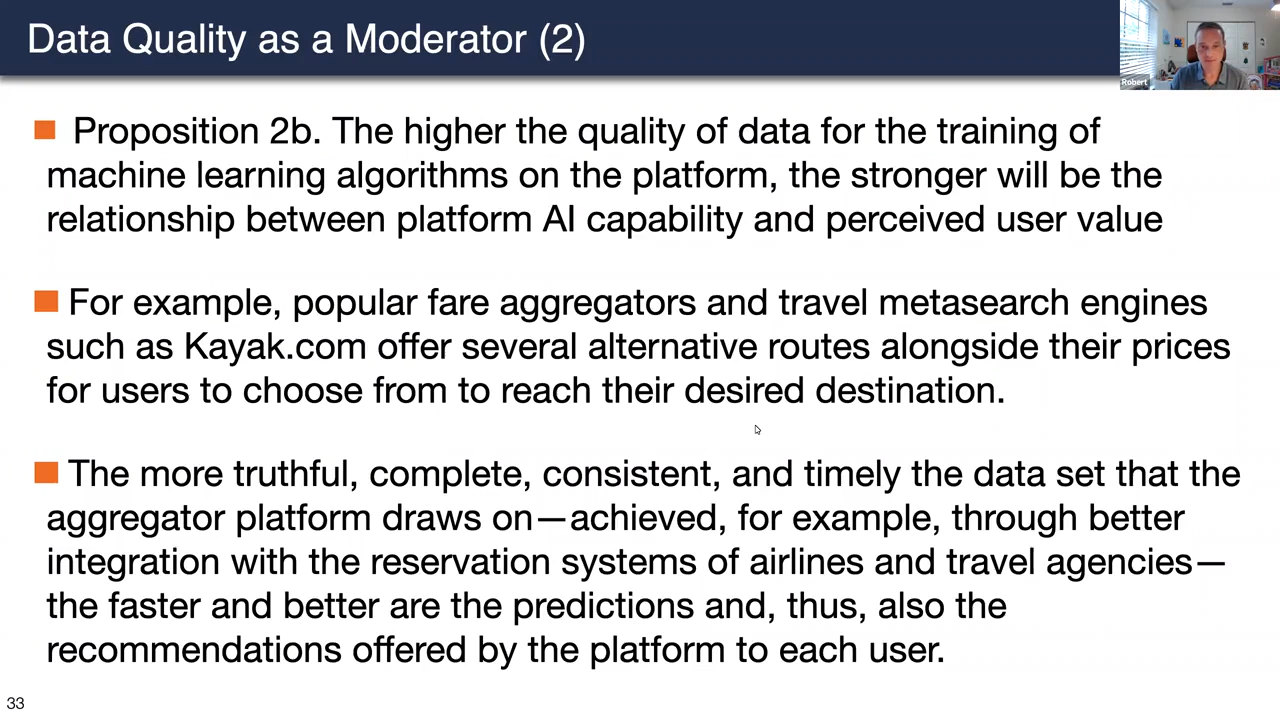 Data Quality as a Moderator (2)
Robert
Proposition 2b. The higher the quality of data for the training of
machine learning algorithms on the platform, the stronger will be the
relationship between platform AI capability and perceived user value
For example, popular fare aggregators and travel metasearch engines
such as Kayak.com offer several alternative routes alongside their prices
for users to choose from to reach their desired destination.
The more truthful, complete, consistent, and timely the data set that the
aggregator platform draws on—achieved, for example, through better
integration with the reservation systems of airlines and travel agencies—
the faster and better are the predictions and, thus, also the
recommendations offered by the platform to each user.
33